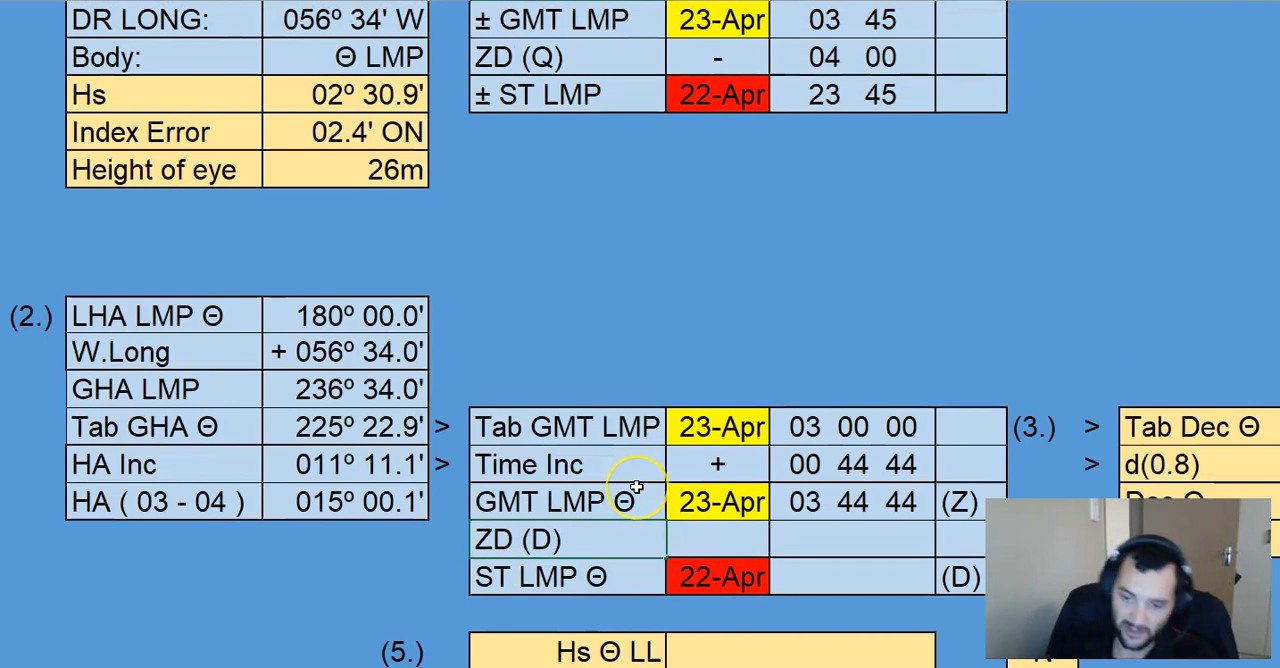 DR LONG: 056º 34' W
Body: Θ LMP
Hs 02º 30.9'
Index Error 02.4' ON
Height of eye 26m
± GMT LMP 23-Apr 03 45
ZD (Q) - 04 00
± ST LMP 22-Apr 23 45
(2.) LHA LMP Θ 180º 00.0'
W.Long + 056º 34.0'
GHA LMP 236º 34.0'
Tab GHA Θ 225º 22.9' > Tab GMT LMP 23-Apr 03 00 00 (3.) > Tab Dec Θ
HA Inc 011º 11.1' > Time Inc + 00 44 44 > d(0.8)
HA ( 03 - 04 ) 015º 00.1' GMT LMP Θ 23-Apr 03 44 44 (Z)
ZD (D)
ST LMP Θ 22-Apr (D)
(5.) Hs Θ LL